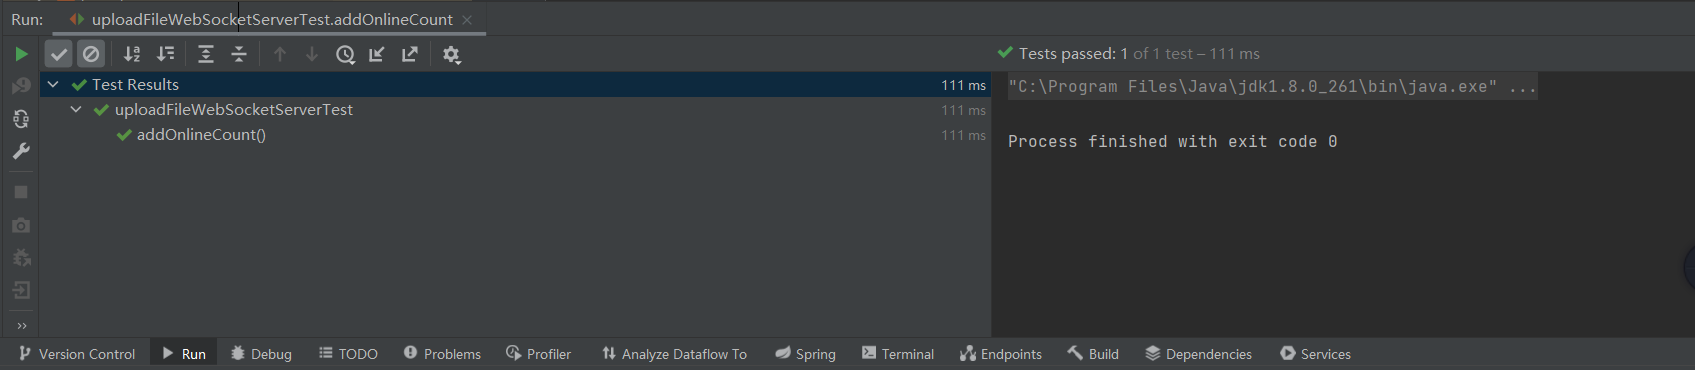 Run: uploadFileWebSocketServerTest.addOnlineCount
Tests passed: 1 of 1 test – 111 ms
Test Results 111 ms
uploadFileWebSocketServerTest 111 ms
addOnlineCount() 111 ms
"C:\Program Files\Java\jdk1.8.0_261\bin\java.exe" ...
Process finished with exit code 0
Version Control Run Debug TODO Problems Profiler Analyze Dataflow To Spring Terminal Endpoints Build Dependencies Services